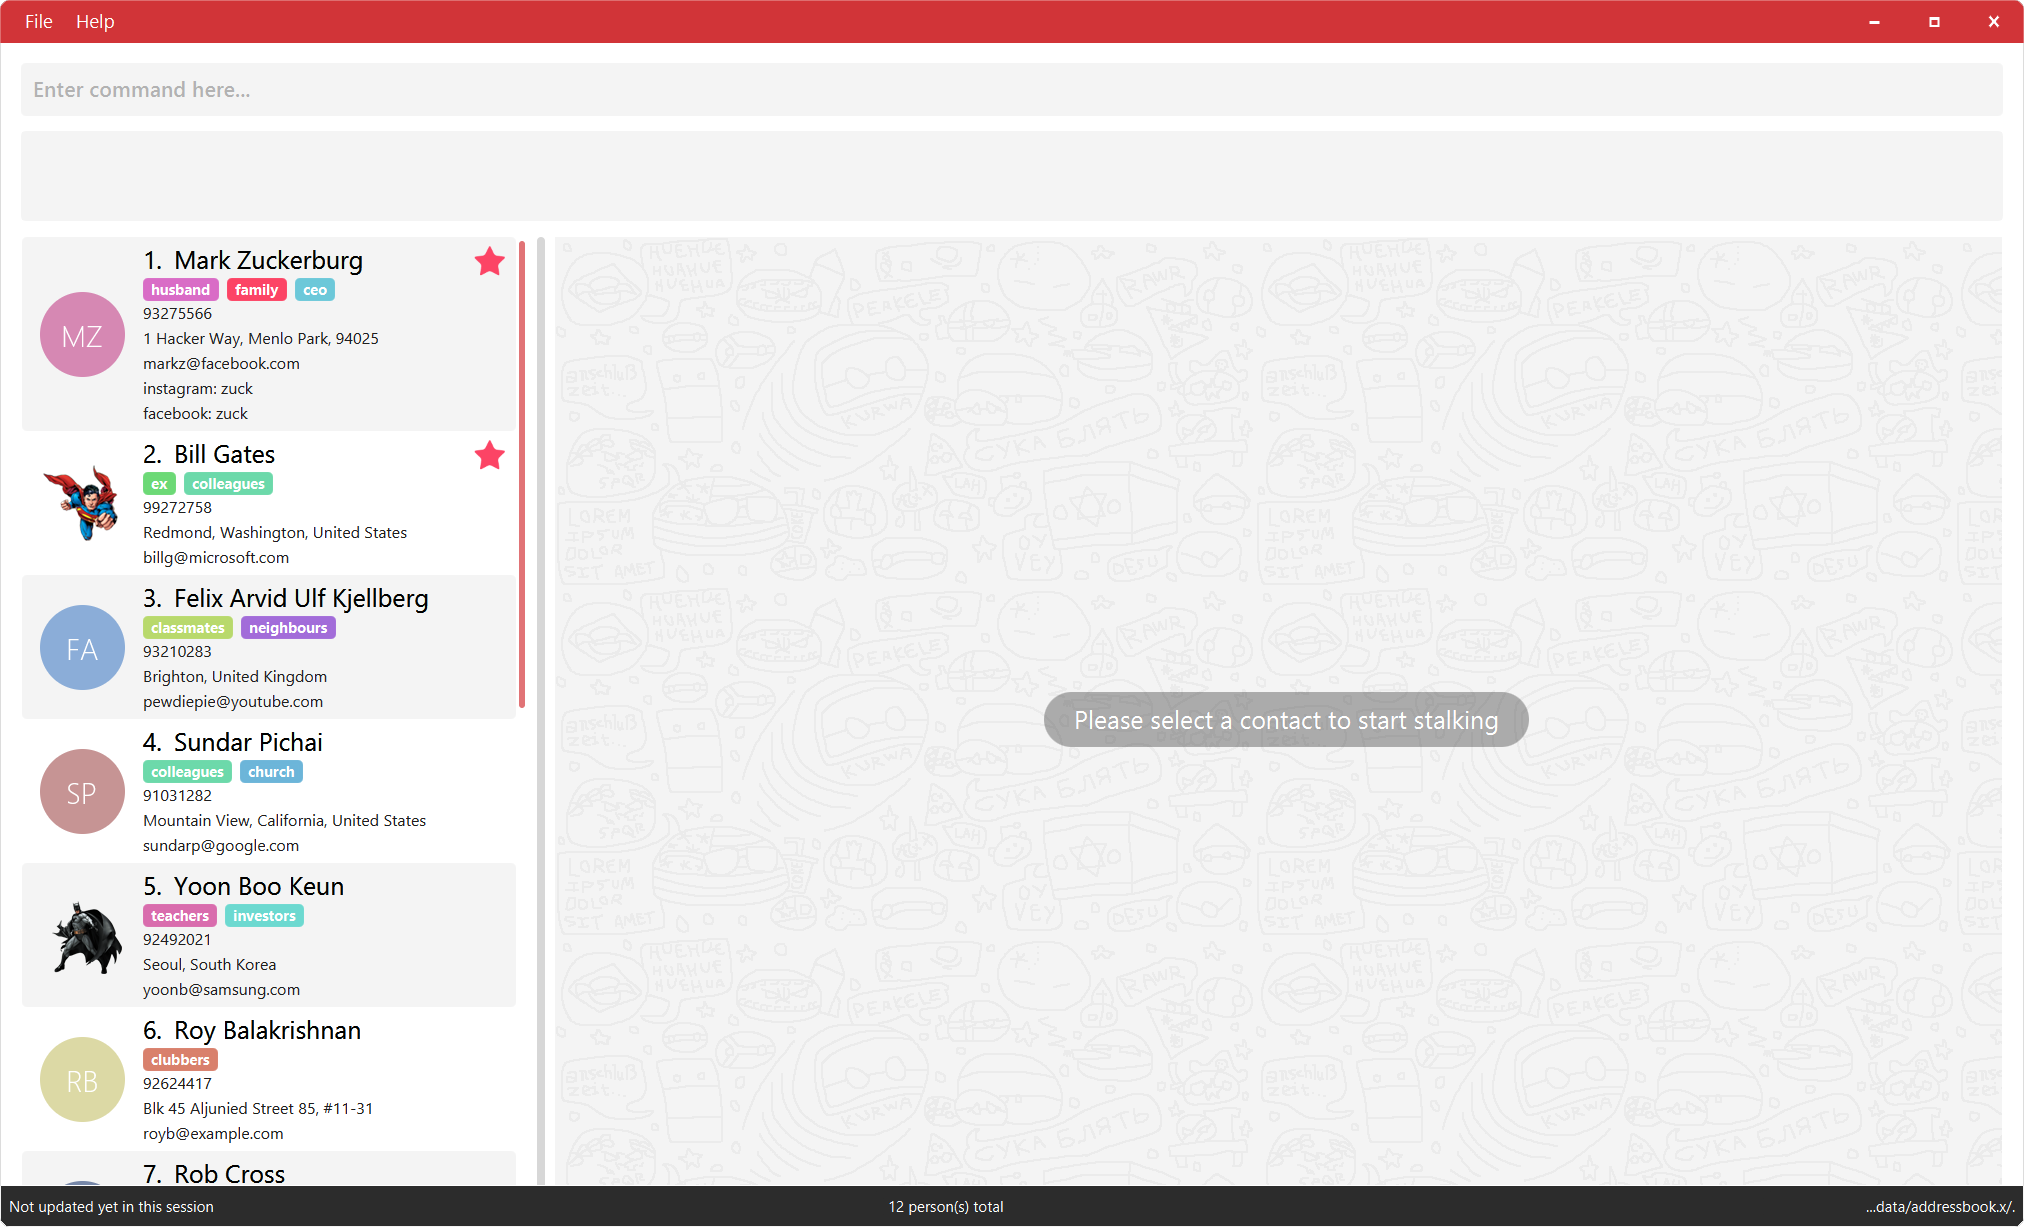 File Help
Enter command here...
1. Mark Zuckerburg
husband family ceo
93275566
1 Hacker Way, Menlo Park, 94025
markz@facebook.com
instagram: zuck
facebook: zuck
MZ
2. Bill Gates
ex colleagues
99272758
Redmond, Washington, United States
billg@microsoft.com
3. Felix Arvid Ulf Kjellberg
classmates neighbours
93210283
Brighton, United Kingdom
pewdiepie@youtube.com
FA
4. Sundar Pichai
colleagues church
91031282
Mountain View, California, United States
sundarp@google.com
SP
5. Yoon Boo Keun
teachers investors
92492021
Seoul, South Korea
yoonb@samsung.com
6. Roy Balakrishnan
clubbers
92624417
Blk 45 Aljunied Street 85, #11-31
royb@example.com
RB
7. Rob Cross
Please select a contact to start stalking
Not updated yet in this session
12 person(s) total
...data/addressbook.x/.